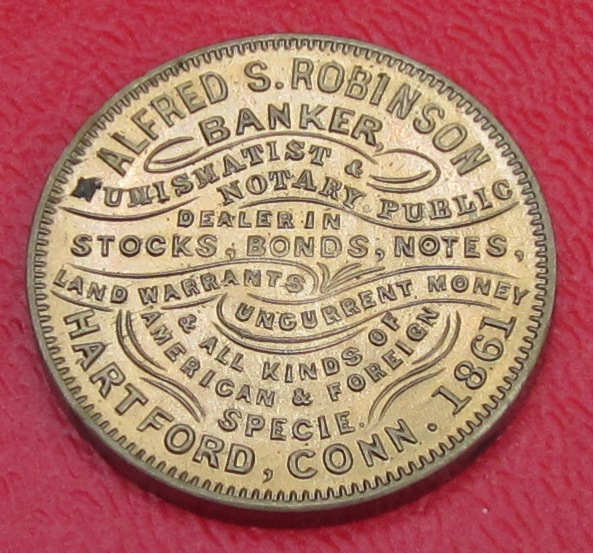 ALFRED S. ROBINSON
BANKER,
NUMISMATIST &
NOTARY PUBLIC
DEALER IN
STOCKS, BONDS, NOTES,
LAND WARRANTS
UNCURRENT MONEY
& ALL KINDS OF
AMERICAN & FOREIGN
SPECIE.
HARTFORD, CONN. 1861